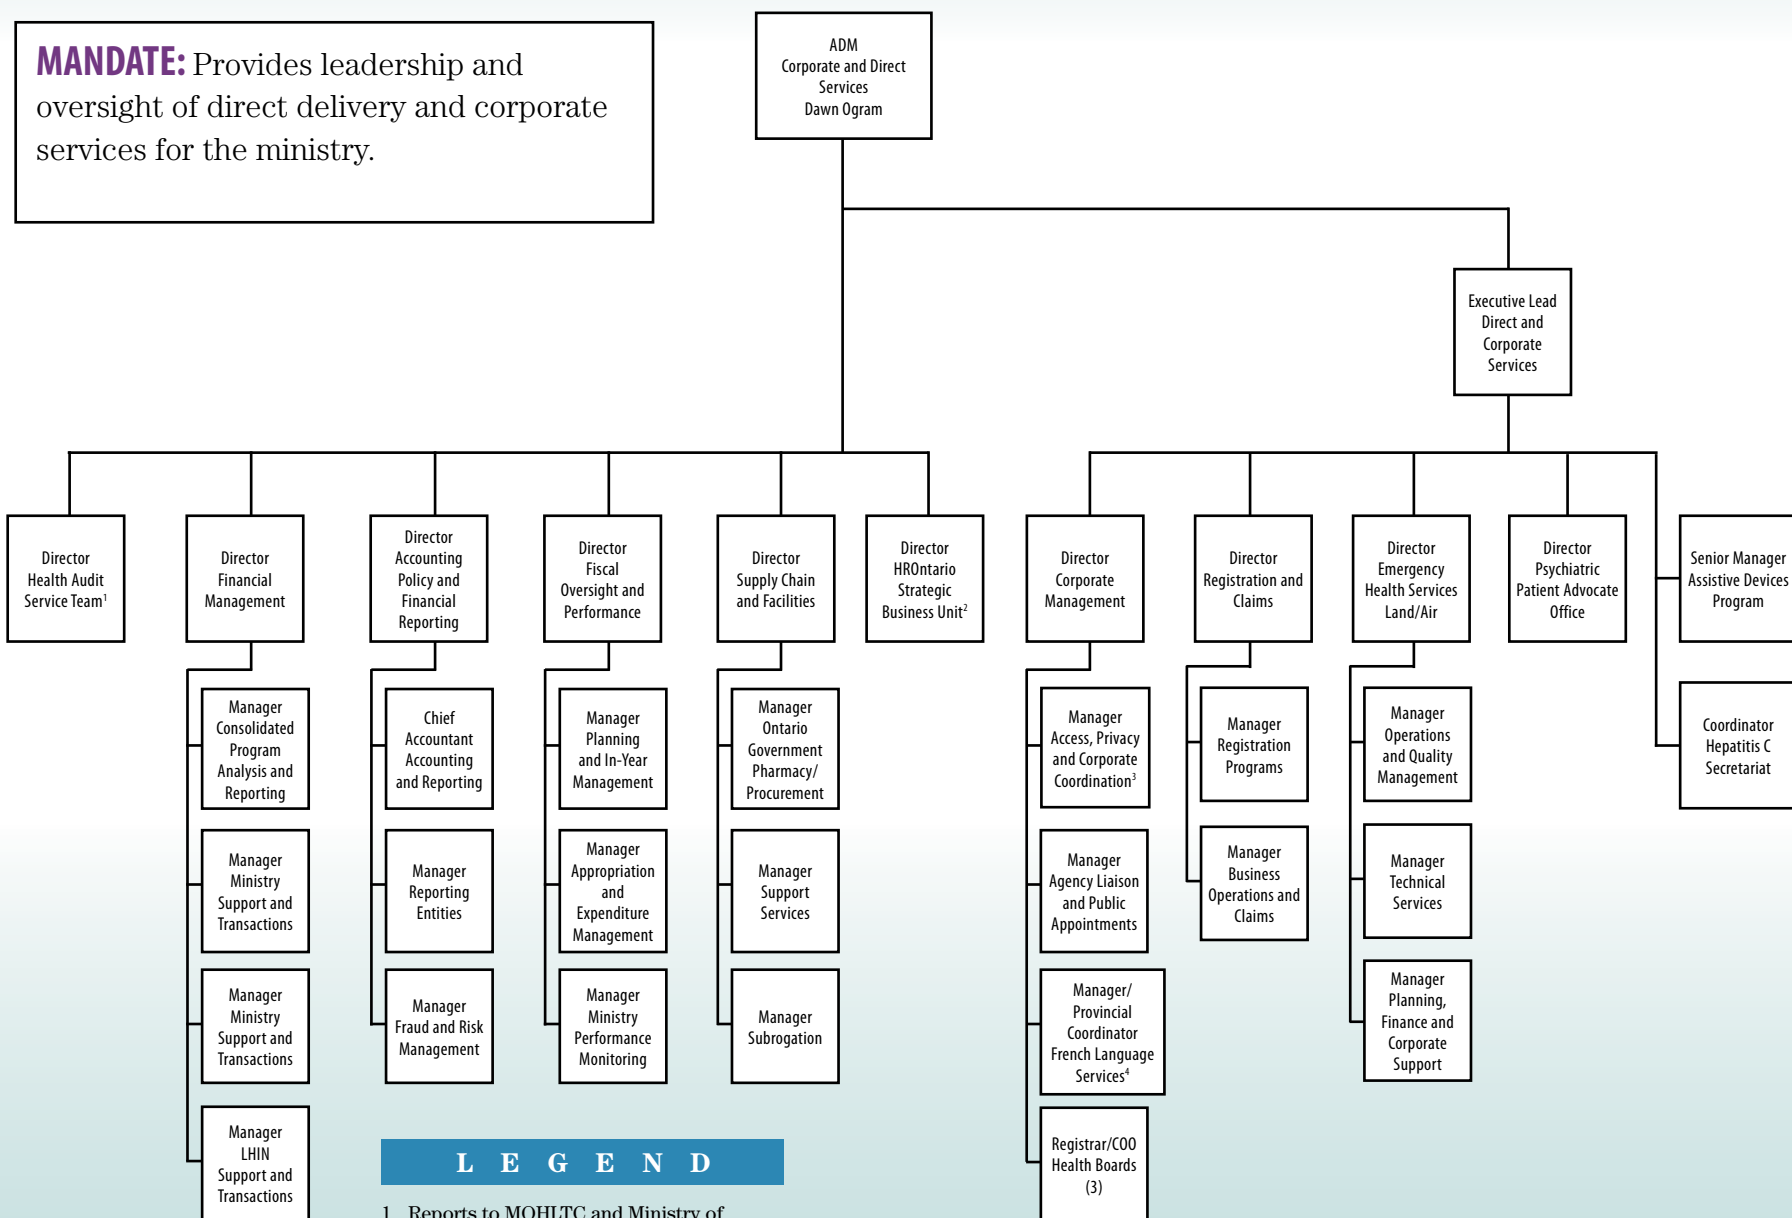 MANDATE: Provides leadership and
oversight of direct delivery and corporate
services for the ministry.
ADM
Corporate and Direct
Services
Dawn Ogram
Executive Lead
Direct and
Corporate
Services
Director
Health Audit
Service Team¹
Director
Financial
Management
Director
Accounting
Policy and
Financial
Reporting
Director
Fiscal
Oversight and
Performance
Director
Supply Chain
and Facilities
Director
HROntario
Strategic
Business Unit²
Director
Corporate
Management
Director
Registration and
Claims
Director
Emergency
Health Services
Land/Air
Director
Psychiatric
Patient Advocate
Office
Senior Manager
Assistive Devices
Program
Manager
Consolidated
Program
Analysis and
Reporting
Chief
Accountant
Accounting
and Reporting
Manager
Planning
and In-Year
Management
Manager
Ontario
Government
Pharmacy/
Procurement
Manager
Access, Privacy
and Corporate
Coordination³
Manager
Registration
Programs
Manager
Operations
and Quality
Management
Coordinator
Hepatitis C
Secretariat
Manager
Ministry
Support and
Transactions
Manager
Reporting
Entities
Manager
Appropriation
and
Expenditure
Management
Manager
Support
Services
Manager
Agency Liaison
and Public
Appointments
Manager
Business
Operations and
Claims
Manager
Technical
Services
Manager
Ministry
Support and
Transactions
Manager
Fraud and Risk
Management
Manager
Ministry
Performance
Monitoring
Manager
Subrogation
Manager/
Provincial
Coordinator
French Language
Services⁴
Manager
Planning,
Finance and
Corporate
Support
Manager
LHIN
Support and
Transactions
Registrar/COO
Health Boards
(3)
LEGEND
1. Reports to MOHLTC and Ministry of